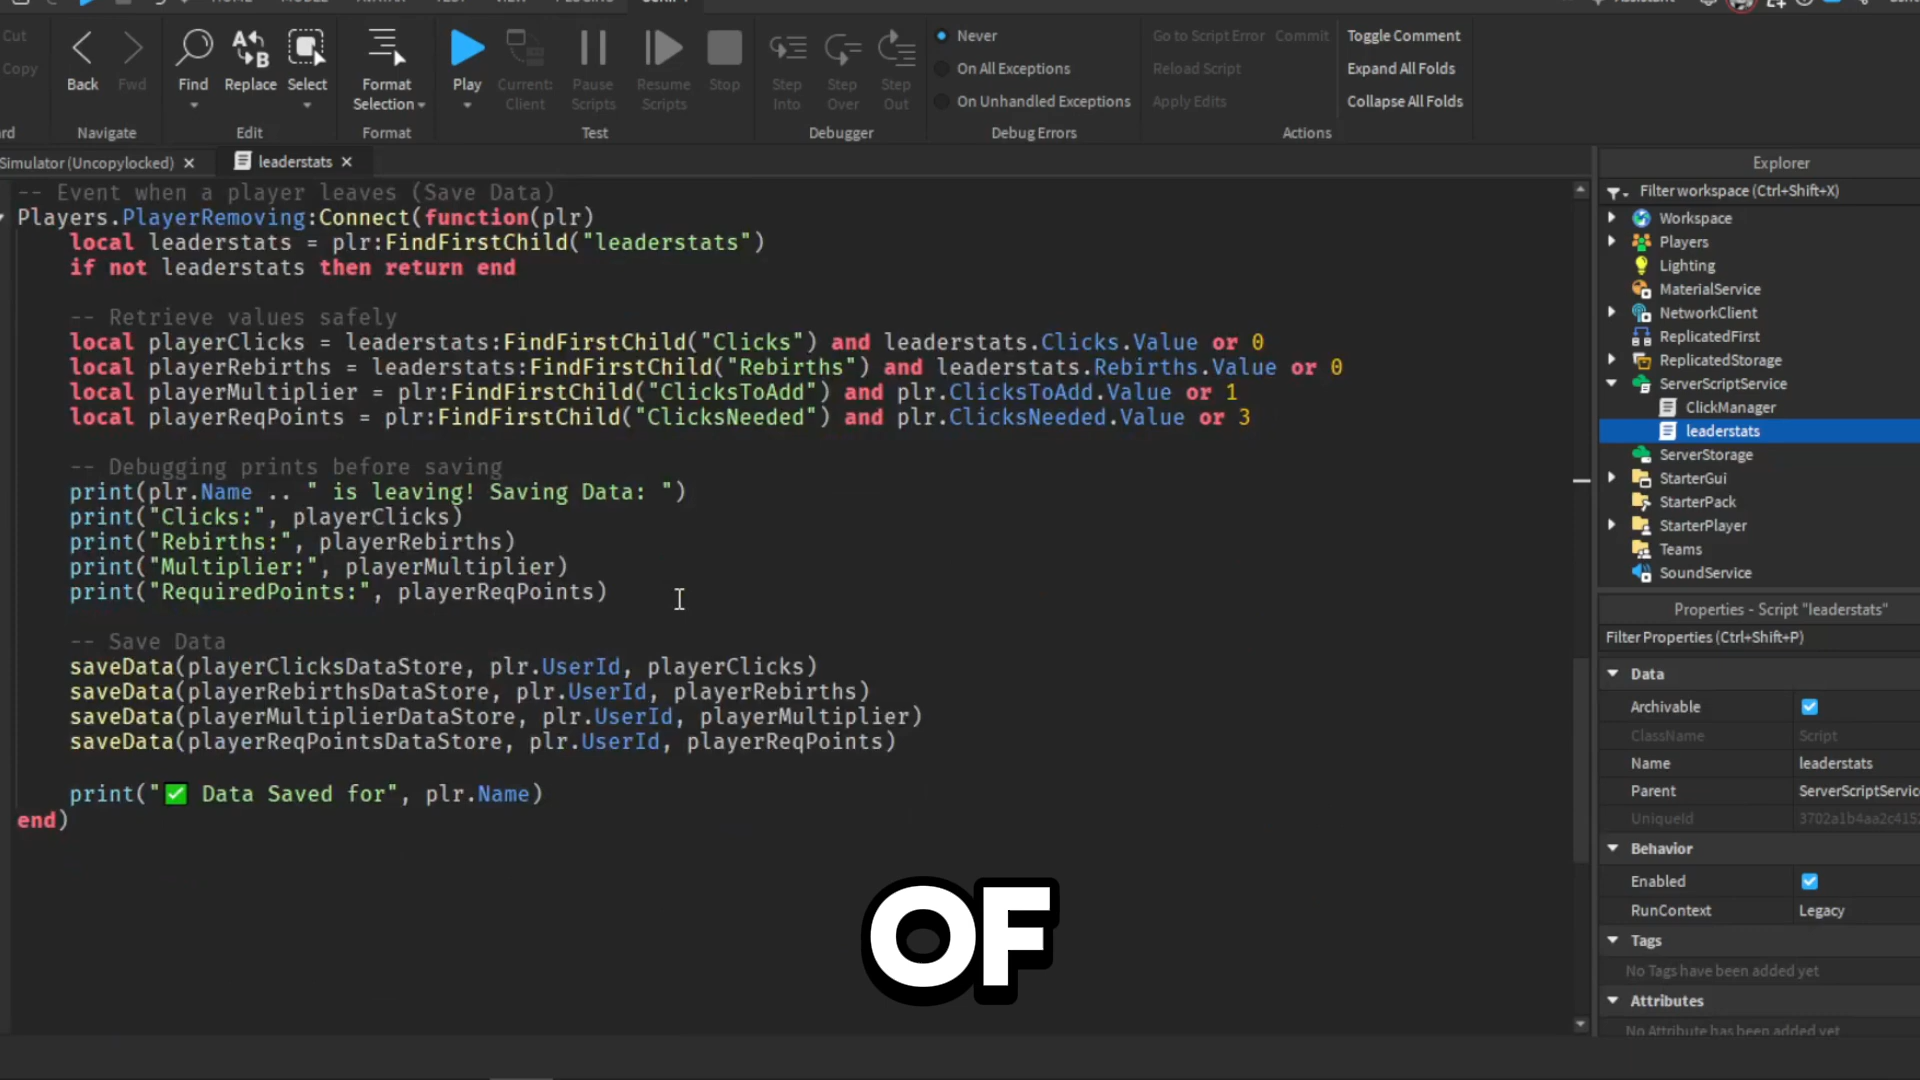 Cut
Copy
Back
Fwd
Navigate
Find
Replace
Select
Edit
Format
Selection
Format
Play
Current:
Client
Pause
Scripts
Resume
Scripts
Stop
Test
Step
Into
Step
Over
Step
Out
Debugger
Never
On All Exceptions
On Unhandled Exceptions
Debug Errors
Go to Script Error Commit
Reload Script
Apply Edits
Toggle Comment
Expand All Folds
Collapse All Folds
Actions
Simulator (Uncopylocked)
leaderstats
-- Event when a player leaves (Save Data)
Players.PlayerRemoving:Connect(function(plr)
local leaderstats = plr:FindFirstChild("leaderstats")
if not leaderstats then return end
-- Retrieve values safely
local playerClicks = leaderstats:FindFirstChild("Clicks") and leaderstats.Clicks.Value or 0
local playerRebirths = leaderstats:FindFirstChild("Rebirths") and leaderstats.Rebirths.Value or 0
local playerMultiplier = plr:FindFirstChild("ClicksToAdd") and plr.ClicksToAdd.Value or 1
local playerReqPoints = plr:FindFirstChild("ClicksNeeded") and plr.ClicksNeeded.Value or 3
-- Debugging prints before saving
print(plr.Name .. " is leaving! Saving Data: ")
print("Clicks:", playerClicks)
print("Rebirths:", playerRebirths)
print("Multiplier:", playerMultiplier)
print("RequiredPoints:", playerReqPoints)
-- Save Data
saveData(playerClicksDataStore, plr.UserId, playerClicks)
saveData(playerRebirthsDataStore, plr.UserId, playerRebirths)
saveData(playerMultiplierDataStore, plr.UserId, playerMultiplier)
saveData(playerReqPointsDataStore, plr.UserId, playerReqPoints)
print("✅ Data Saved for", plr.Name)
end)
OF
Explorer
Filter workspace (Ctrl+Shift+X)
Workspace
Players
Lighting
MaterialService
NetworkClient
ReplicatedFirst
ReplicatedStorage
ServerScriptService
ClickManager
leaderstats
ServerStorage
StarterGui
StarterPack
StarterPlayer
Teams
SoundService
Properties - Script "leaderstats"
Filter Properties (Ctrl+Shift+P)
Data
Archivable
ClassName Script
Name leaderstats
Parent ServerScriptService
UniqueId 3702a1b4aa2c415
Behavior
Enabled
RunContext Legacy
Tags
No Tags have been added yet
Attributes
No Attribute has been added yet